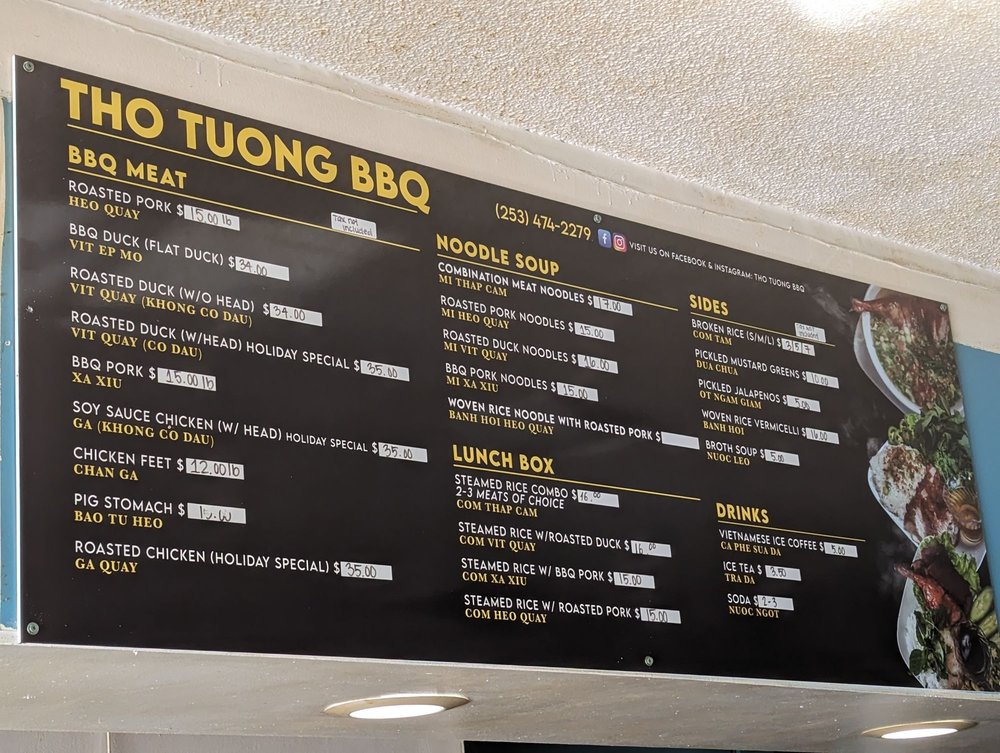 THO TUONG BBQ
BBQ MEAT
Tax not
included
ROASTED PORK $ 15.00 lb
HEO QUAY
BBQ DUCK (FLAT DUCK) $ 34.00
VIT EP MO
ROASTED DUCK (W/O HEAD) $ 34.00
VIT QUAY (KHONG CO DAU)
ROASTED DUCK (W/HEAD) HOLIDAY SPECIAL $ 35.00
VIT QUAY (CO DAU)
BBQ PORK $ 15.00 lb
XA XIU
SOY SAUCE CHICKEN (W/ HEAD) HOLIDAY SPECIAL $ 35.00
GA (KHONG CO DAU)
CHICKEN FEET $ 12.00 lb
CHAN GA
PIG STOMACH $
BAO TU HEO
ROASTED CHICKEN (HOLIDAY SPECIAL) $ 35.00
GA QUAY
(253) 474-2279
f
VISIT US ON FACEBOOK & INSTAGRAM: THO TUONG BBQ
NOODLE SOUP
COMBINATION MEAT NOODLES $ 17.00
MI THAP CAM
ROASTED PORK NOODLES $ 15.00
MI HEO QUAY
ROASTED DUCK NOODLES $ 16.00
MI VIT QUAY
BBQ PORK NOODLES $ 15.00
MI XA XIU
WOVEN RICE NOODLE WITH ROASTED PORK $
BANH HOI HEO QUAY
LUNCH BOX
STEAMED RICE COMBO $ 16.00
2-3 MEATS OF CHOICE
COM THAP CAM
STEAMED RICE W/ROASTED DUCK $ 16.00
COM VIT QUAY
STEAMED RICE W/ BBQ PORK $ 15.00
COM XA XIU
STEAMED RICE W/ ROASTED PORK $ 15.00
COM HEO QUAY
SIDES
not
included
BROKEN RICE (S/M/L) $ 3/5/7
COM TAM
PICKLED MUSTARD GREENS $ 10.00
DUA CHUA
PICKLED JALAPENOS $ 5.00
OT NGAM GIAM
WOVEN RICE VERMICELLI $ 16.00
BANH HOI
BROTH SOUP $ 5.00
NUOC LEO
DRINKS
VIETNAMESE ICE COFFEE $ 5.00
CA PHE SUA DA
ICE TEA $ 3.50
TRA DA
SODA $ 2-3
NUOC NGOT